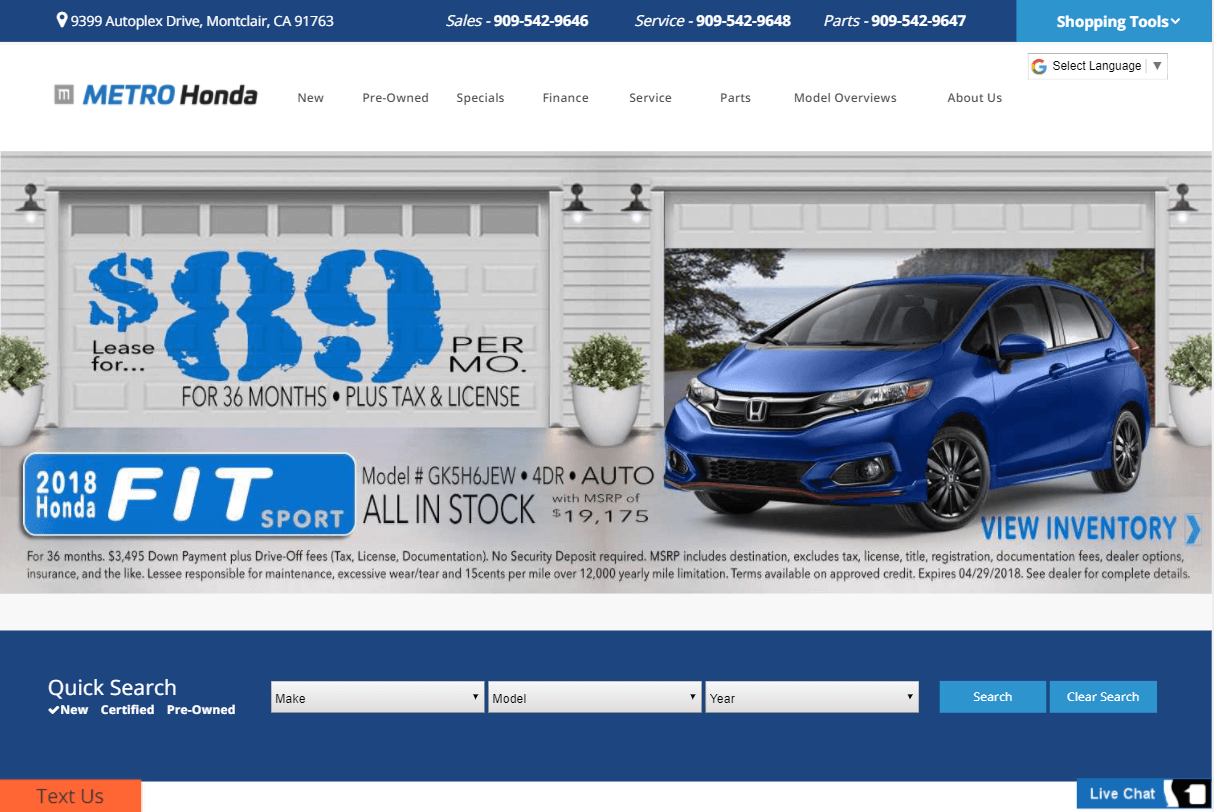 9399 Autoplex Drive, Montclair, CA 91763 Sales - 909-542-9646 Service - 909-542-9648 Parts - 909-542-9647 Shopping Tools
Select Language ▼
m METRO Honda New Pre-Owned Specials Finance Service Parts Model Overviews About Us
$89
Lease
for...
PER
MO.
FOR 36 MONTHS • PLUS TAX & LICENSE
2018
Honda
FIT
SPORT
Model # GK5H6JEW • 4DR • AUTO
ALL IN STOCK
with MSRP of
$19,175
VIEW INVENTORY
For 36 months. $3,495 Down Payment plus Drive-Off fees (Tax, License, Documentation). No Security Deposit required. MSRP includes destination, excludes tax, license, title, registration, documentation fees, dealer options,
insurance, and the like. Lessee responsible for maintenance, excessive wear/tear and 15cents per mile over 12,000 yearly mile limitation. Terms available on approved credit. Expires 04/29/2018. See dealer for complete details.
Quick Search
New Certified Pre-Owned
Make Model Year Search Clear Search
Text Us
Live Chat